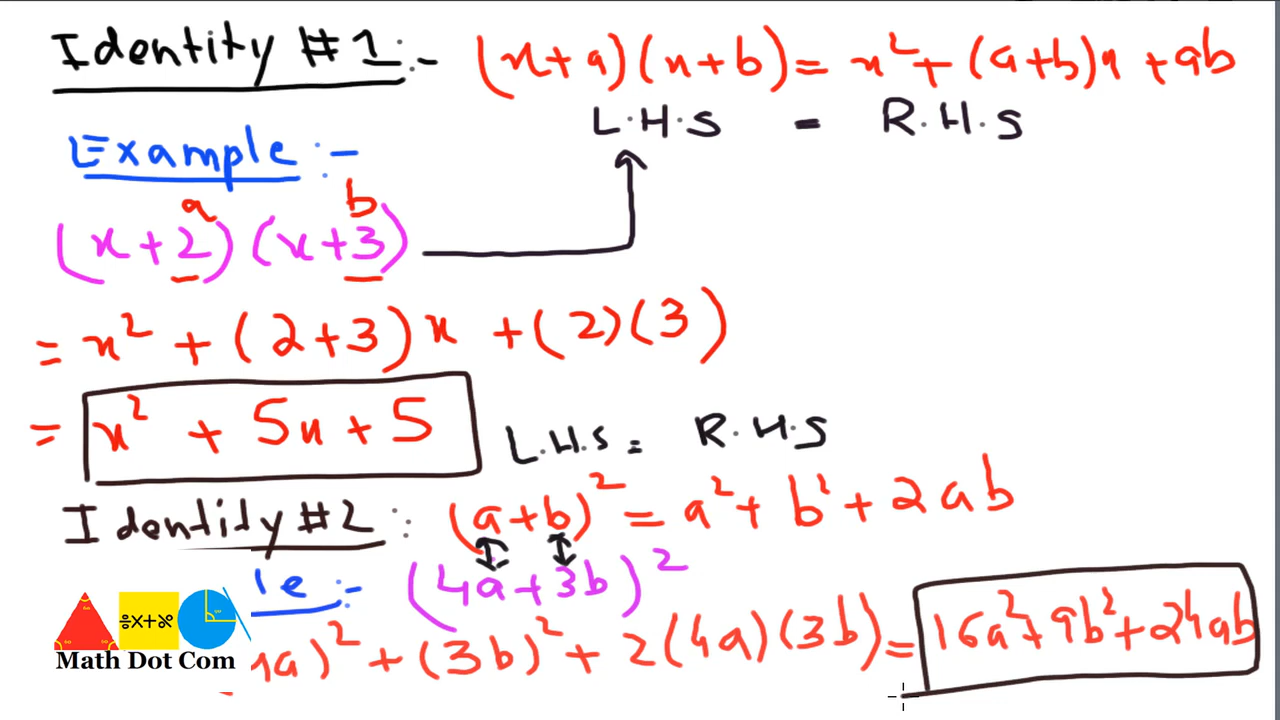 Identity #1:- (x+a)(x+b)= x²+(a+b)x+ab
L.H.S = R.H.S
Example:-
a b
(x+2)(x+3)
= x² + (2+3)x + (2)(3)
= x² + 5x + 5
L.H.S = R.H.S
Identity #2: (a+b)² = a²+ b²+2ab
le :- (4a+3b)²
4a)² + (3b)² + 2(4a)(3b) = 16a²+9b²+24ab
÷X+%
Math Dot Com